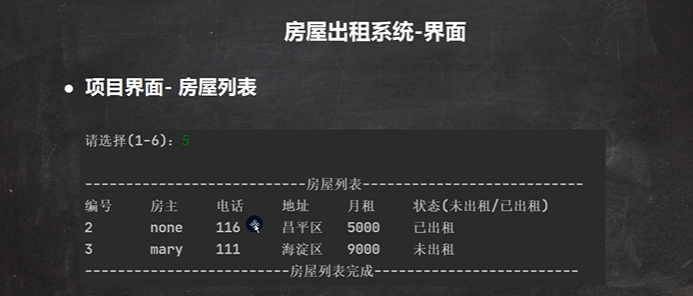 房屋出租系统-界面
● 项目界面- 房屋列表
请选择(1-6)：5
---------------------------房屋列表---------------------------
编号 房主 电话 地址 月租 状态(未出租/已出租)
2 none 116 昌平区 5000 已出租
3 mary 111 海淀区 9000 未出租
-------------------------房屋列表完成-------------------------